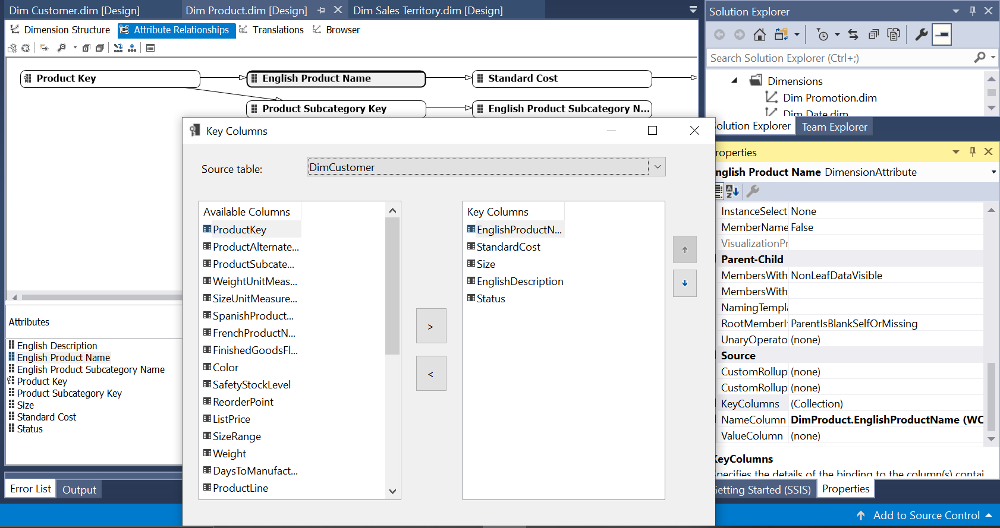 Dim Customer.dim [Design]
Dim Product.dim [Design]
Dim Sales Territory.dim [Design]
Dimension Structure
Attribute Relationships
Translations
Browser
Product Key
English Product Name
Standard Cost
Product Subcategory Key
English Product Subcategory N...
Attributes
English Description
English Product Name
English Product Subcategory Name
Product Key
Product Subcategory Key
Size
Standard Cost
Status
Error List
Output
Key Columns
Source table:
DimCustomer
Available Columns
ProductKey
ProductAlternate...
ProductSubcate...
WeightUnitMeas...
SizeUnitMeasure...
SpanishProduct...
FrenchProductN...
FinishedGoodsFl...
Color
SafetyStockLevel
ReorderPoint
ListPrice
SizeRange
Weight
DaysToManufact...
ProductLine
>
<
Key Columns
EnglishProductN...
StandardCost
Size
EnglishDescription
Status
Solution Explorer
Search Solution Explorer (Ctrl+;)
Dimensions
Dim Promotion.dim
Dim Date.dim
olution Explorer
Team Explorer
roperties
nglish Product Name DimensionAttribute
InstanceSelect None
MemberName False
VisualizationPr
Parent-Child
MembersWith NonLeafDataVisible
MembersWith
NamingTempla
RootMemberI ParentIsBlankSelfOrMissing
UnaryOperato (none)
Source
CustomRollup (none)
CustomRollup (none)
KeyColumns (Collection)
NameColumn DimProduct.EnglishProductName (WC
ValueColumn (none)
KeyColumns
pecifies the details of the binding to the column(s) contai
etting Started (SSIS)
Properties
Add to Source Control